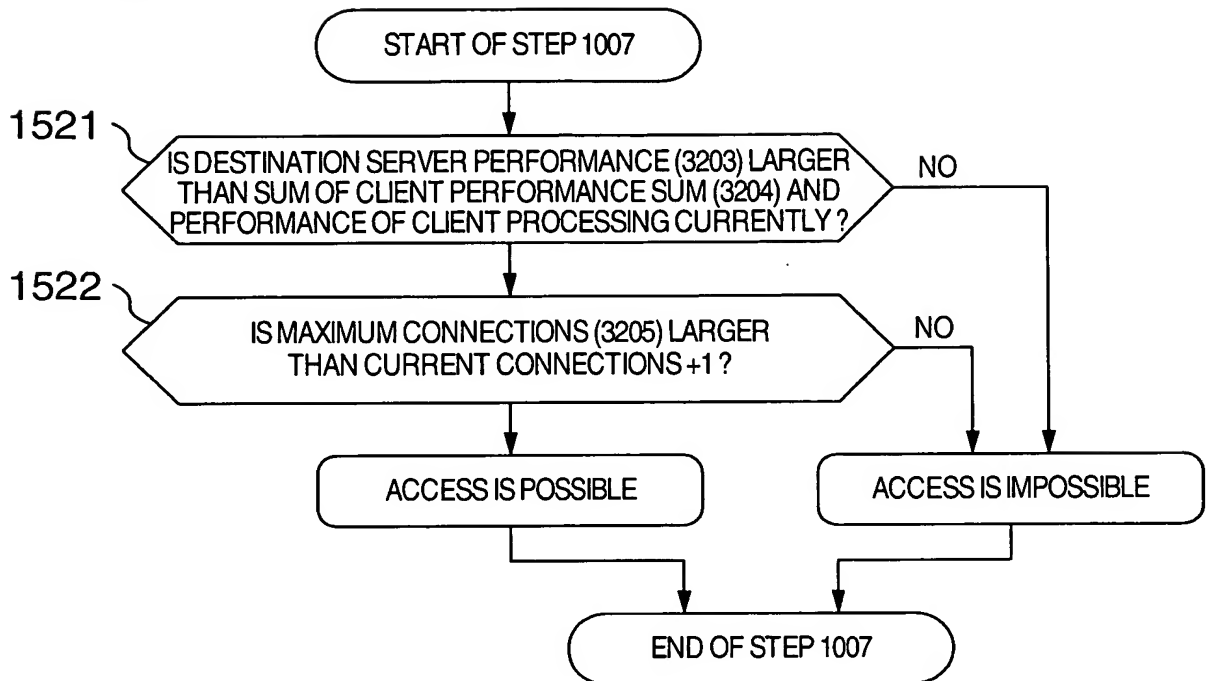 START OF STEP 1007
1521
IS DESTINATION SERVER PERFORMANCE (3203) LARGER
THAN SUM OF CLIENT PERFORMANCE SUM (3204) AND
PERFORMANCE OF CLIENT PROCESSING CURRENTLY ?
NO
1522
IS MAXIMUM CONNECTIONS (3205) LARGER
THAN CURRENT CONNECTIONS +1 ?
NO
ACCESS IS POSSIBLE
ACCESS IS IMPOSSIBLE
END OF STEP 1007